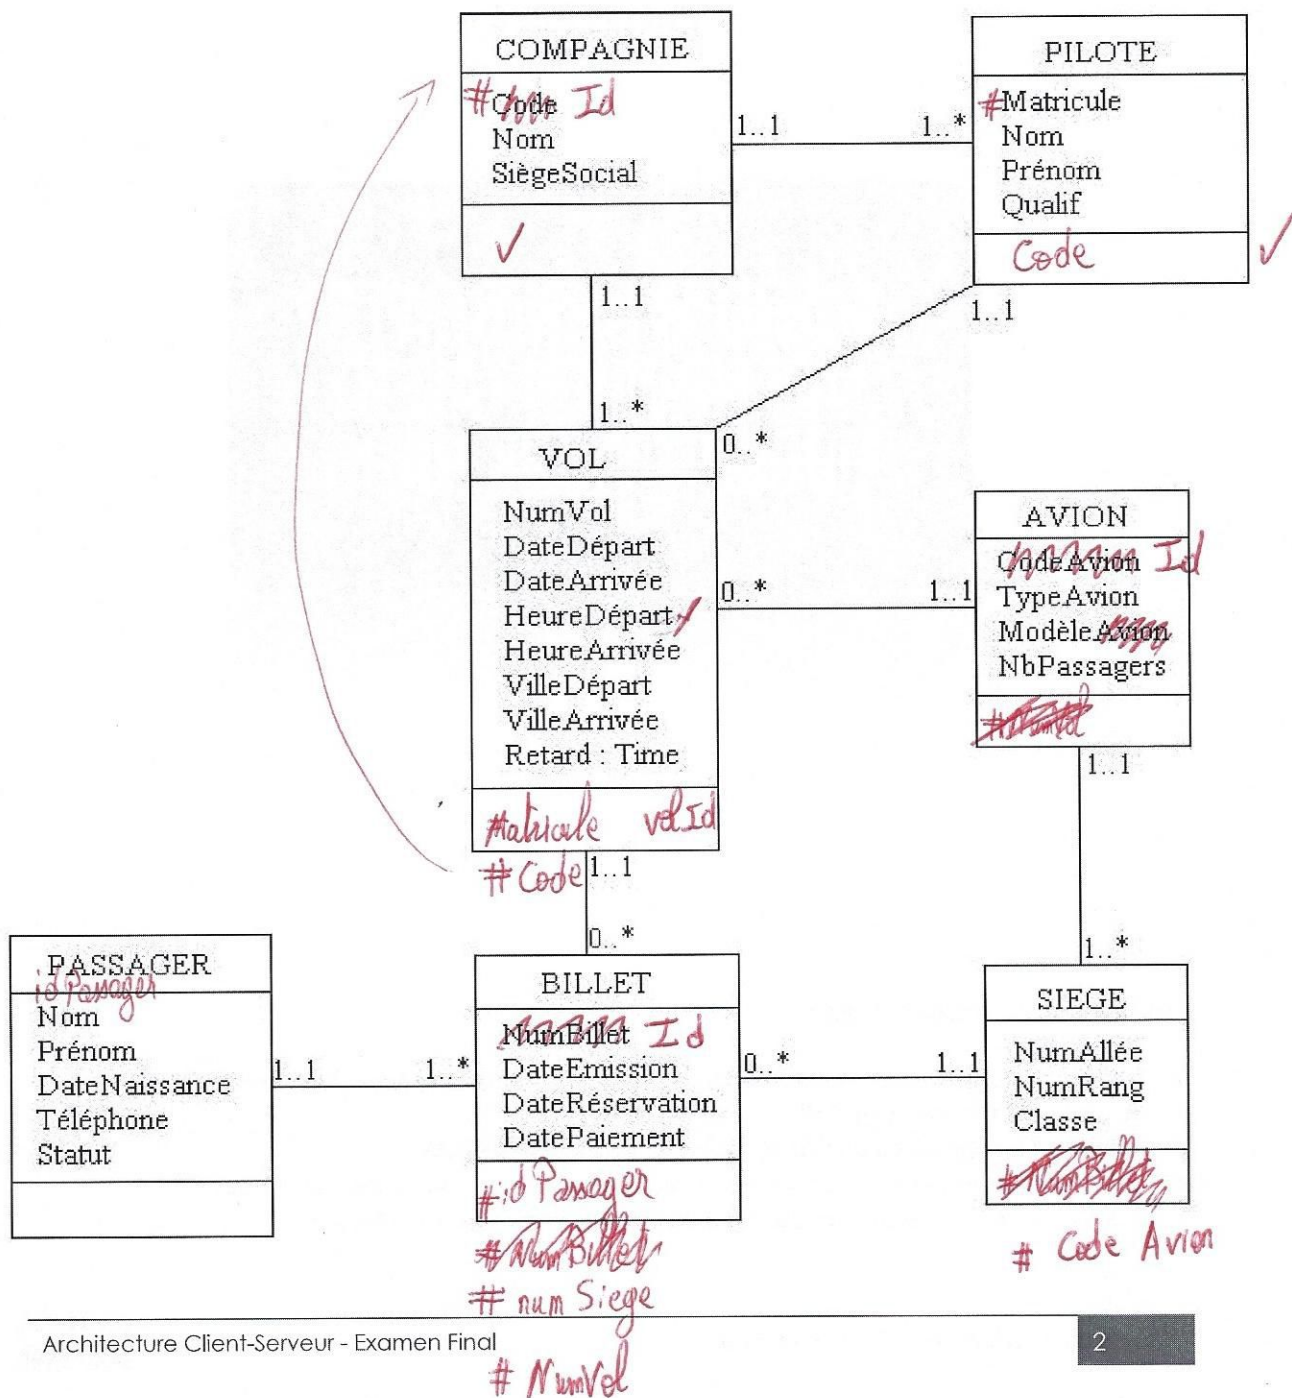 COMPAGNIE
# Code Id
Nom
SiègeSocial
✓
1..1
1..*
PILOTE
#Matricule
Nom
Prénom
Qualif
Code ✓
1..1
1..1
1..*
0..*
VOL
NumVol
DateDépart
DateArrivée
HeureDépart
HeureArrivée
VilleDépart
VilleArrivée
Retard : Time
Matricule volId
# Code
0..*
1..1
AVION
CodeAvion Id
TypeAvion
ModèleAvion
NbPassagers
#NumVol
1..1
1..*
1..1
0..*
PASSAGER
idPassager
Nom
Prénom
DateNaissance
Téléphone
Statut
1..1
1..*
BILLET
NumBillet Id
DateEmission
DateRéservation
DatePaiement
#idPassager
#NumBillet
# num Siege
# NumVol
0..*
1..1
SIEGE
NumAllée
NumRang
Classe
#NumBillet
# Code Avion
Architecture Client-Serveur - Examen Final
2